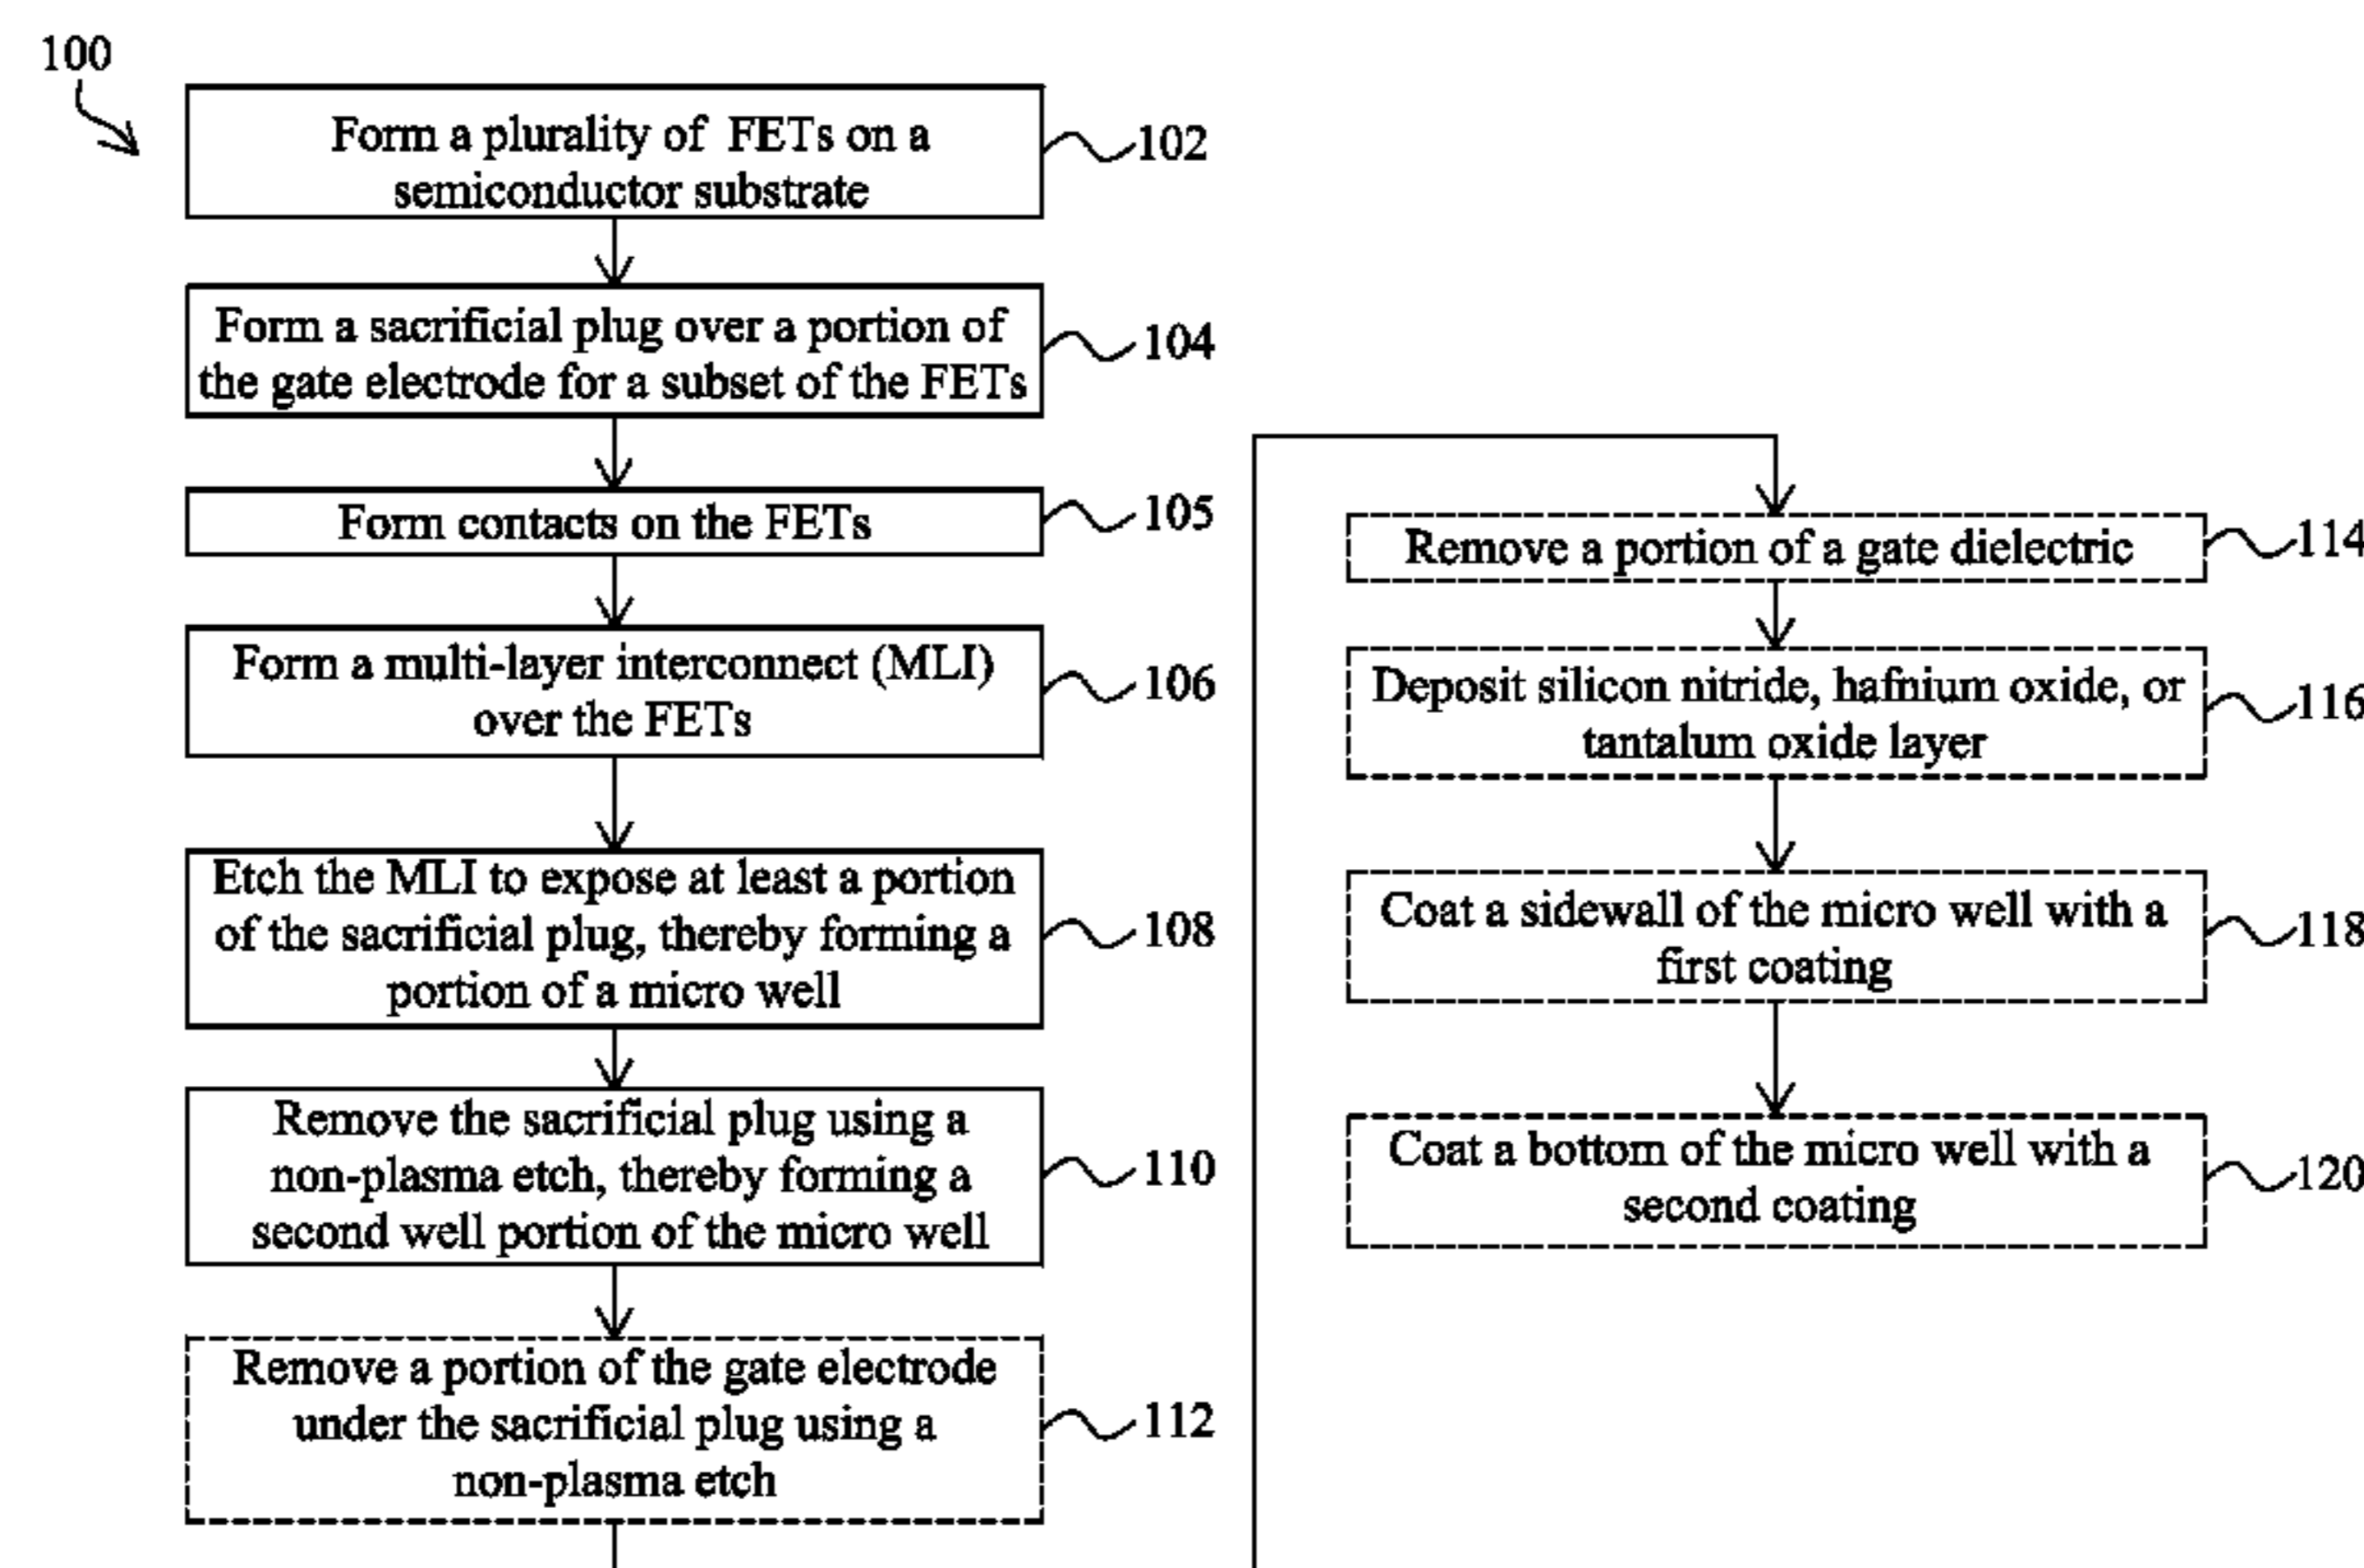 100
Form a plurality of FETs on a
semiconductor substrate
102
Form a sacrificial plug over a portion of
the gate electrode for a subset of the FETs
104
Form contacts on the FETs
105
Form a multi-layer interconnect (MLI)
over the FETs
106
Etch the MLI to expose at least a portion
of the sacrificial plug, thereby forming a
portion of a micro well
108
Remove the sacrificial plug using a
non-plasma etch, thereby forming a
second well portion of the micro well
110
Remove a portion of the gate electrode
under the sacrificial plug using a
non-plasma etch
112
Remove a portion of a gate dielectric
114
Deposit silicon nitride, hafnium oxide, or
tantalum oxide layer
116
Coat a sidewall of the micro well with a
first coating
118
Coat a bottom of the micro well with a
second coating
120